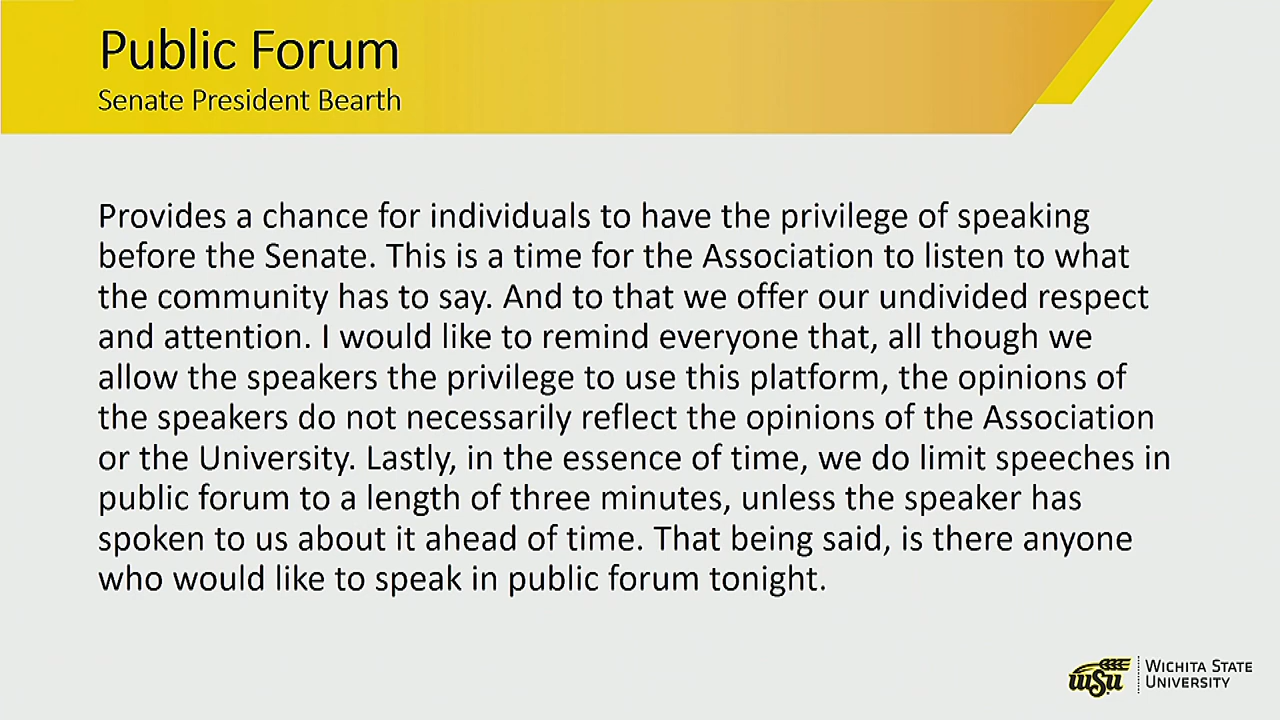 Public Forum
Senate President Bearth
Provides a chance for individuals to have the privilege of speaking
before the Senate. This is a time for the Association to listen to what
the community has to say. And to that we offer our undivided respect
and attention. I would like to remind everyone that, all though we
allow the speakers the privilege to use this platform, the opinions of
the speakers do not necessarily reflect the opinions of the Association
or the University. Lastly, in the essence of time, we do limit speeches in
public forum to a length of three minutes, unless the speaker has
spoken to us about it ahead of time. That being said, is there anyone
who would like to speak in public forum tonight.
WSU
WICHITA STATE
UNIVERSITY